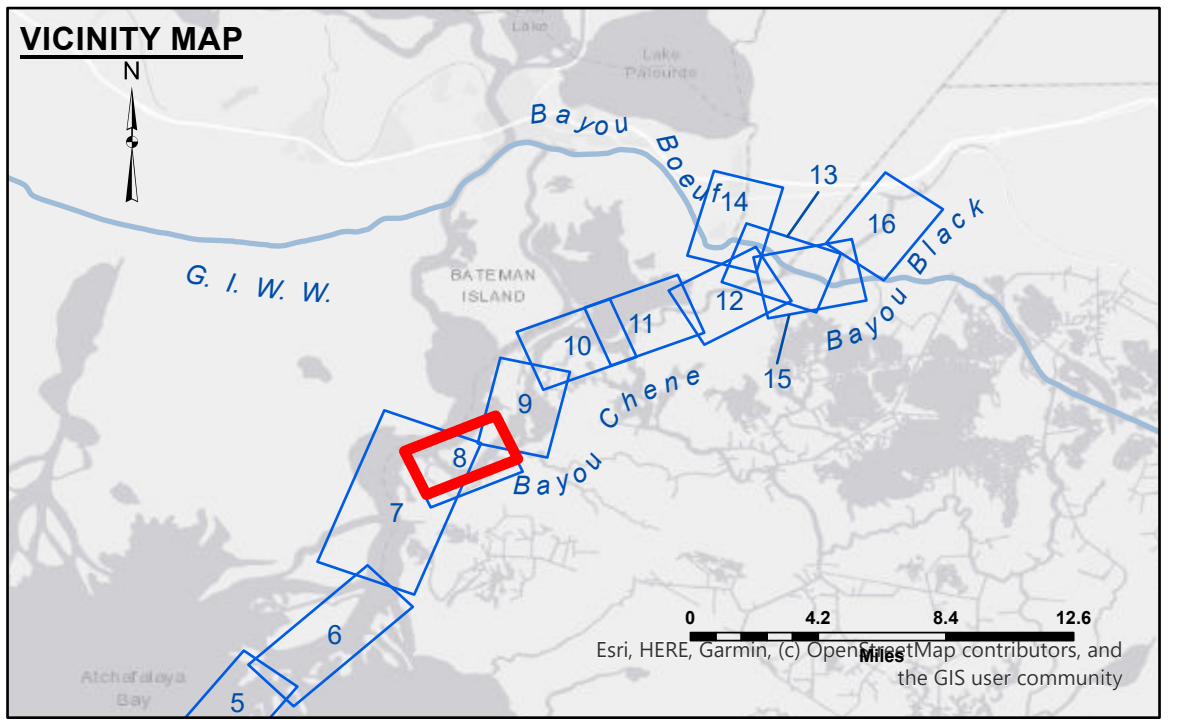 VICINITY MAP
N
Lake
Lake
Palourde
Bayou
Boeuf
13
14
16
G. I. W. W.
BATEMAN
ISLAND
Bayou Black
12
11
10
15
9
Bayou Chene
8
7
6
5
Atchafalaya
Bay
0 4.2 8.4 12.6
Miles
Esri, HERE, Garmin, (c) OpenStreetMap contributors, and
the GIS user community